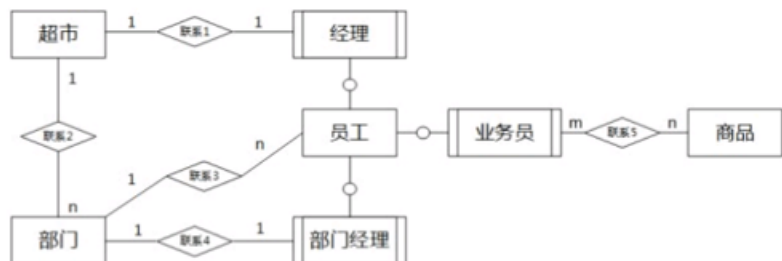 超市 1 联系1 1 经理
1
联系2 员工 业务员 m 联系5 n 商品
n
1 联系3
n
部门 1 联系4 1 部门经理